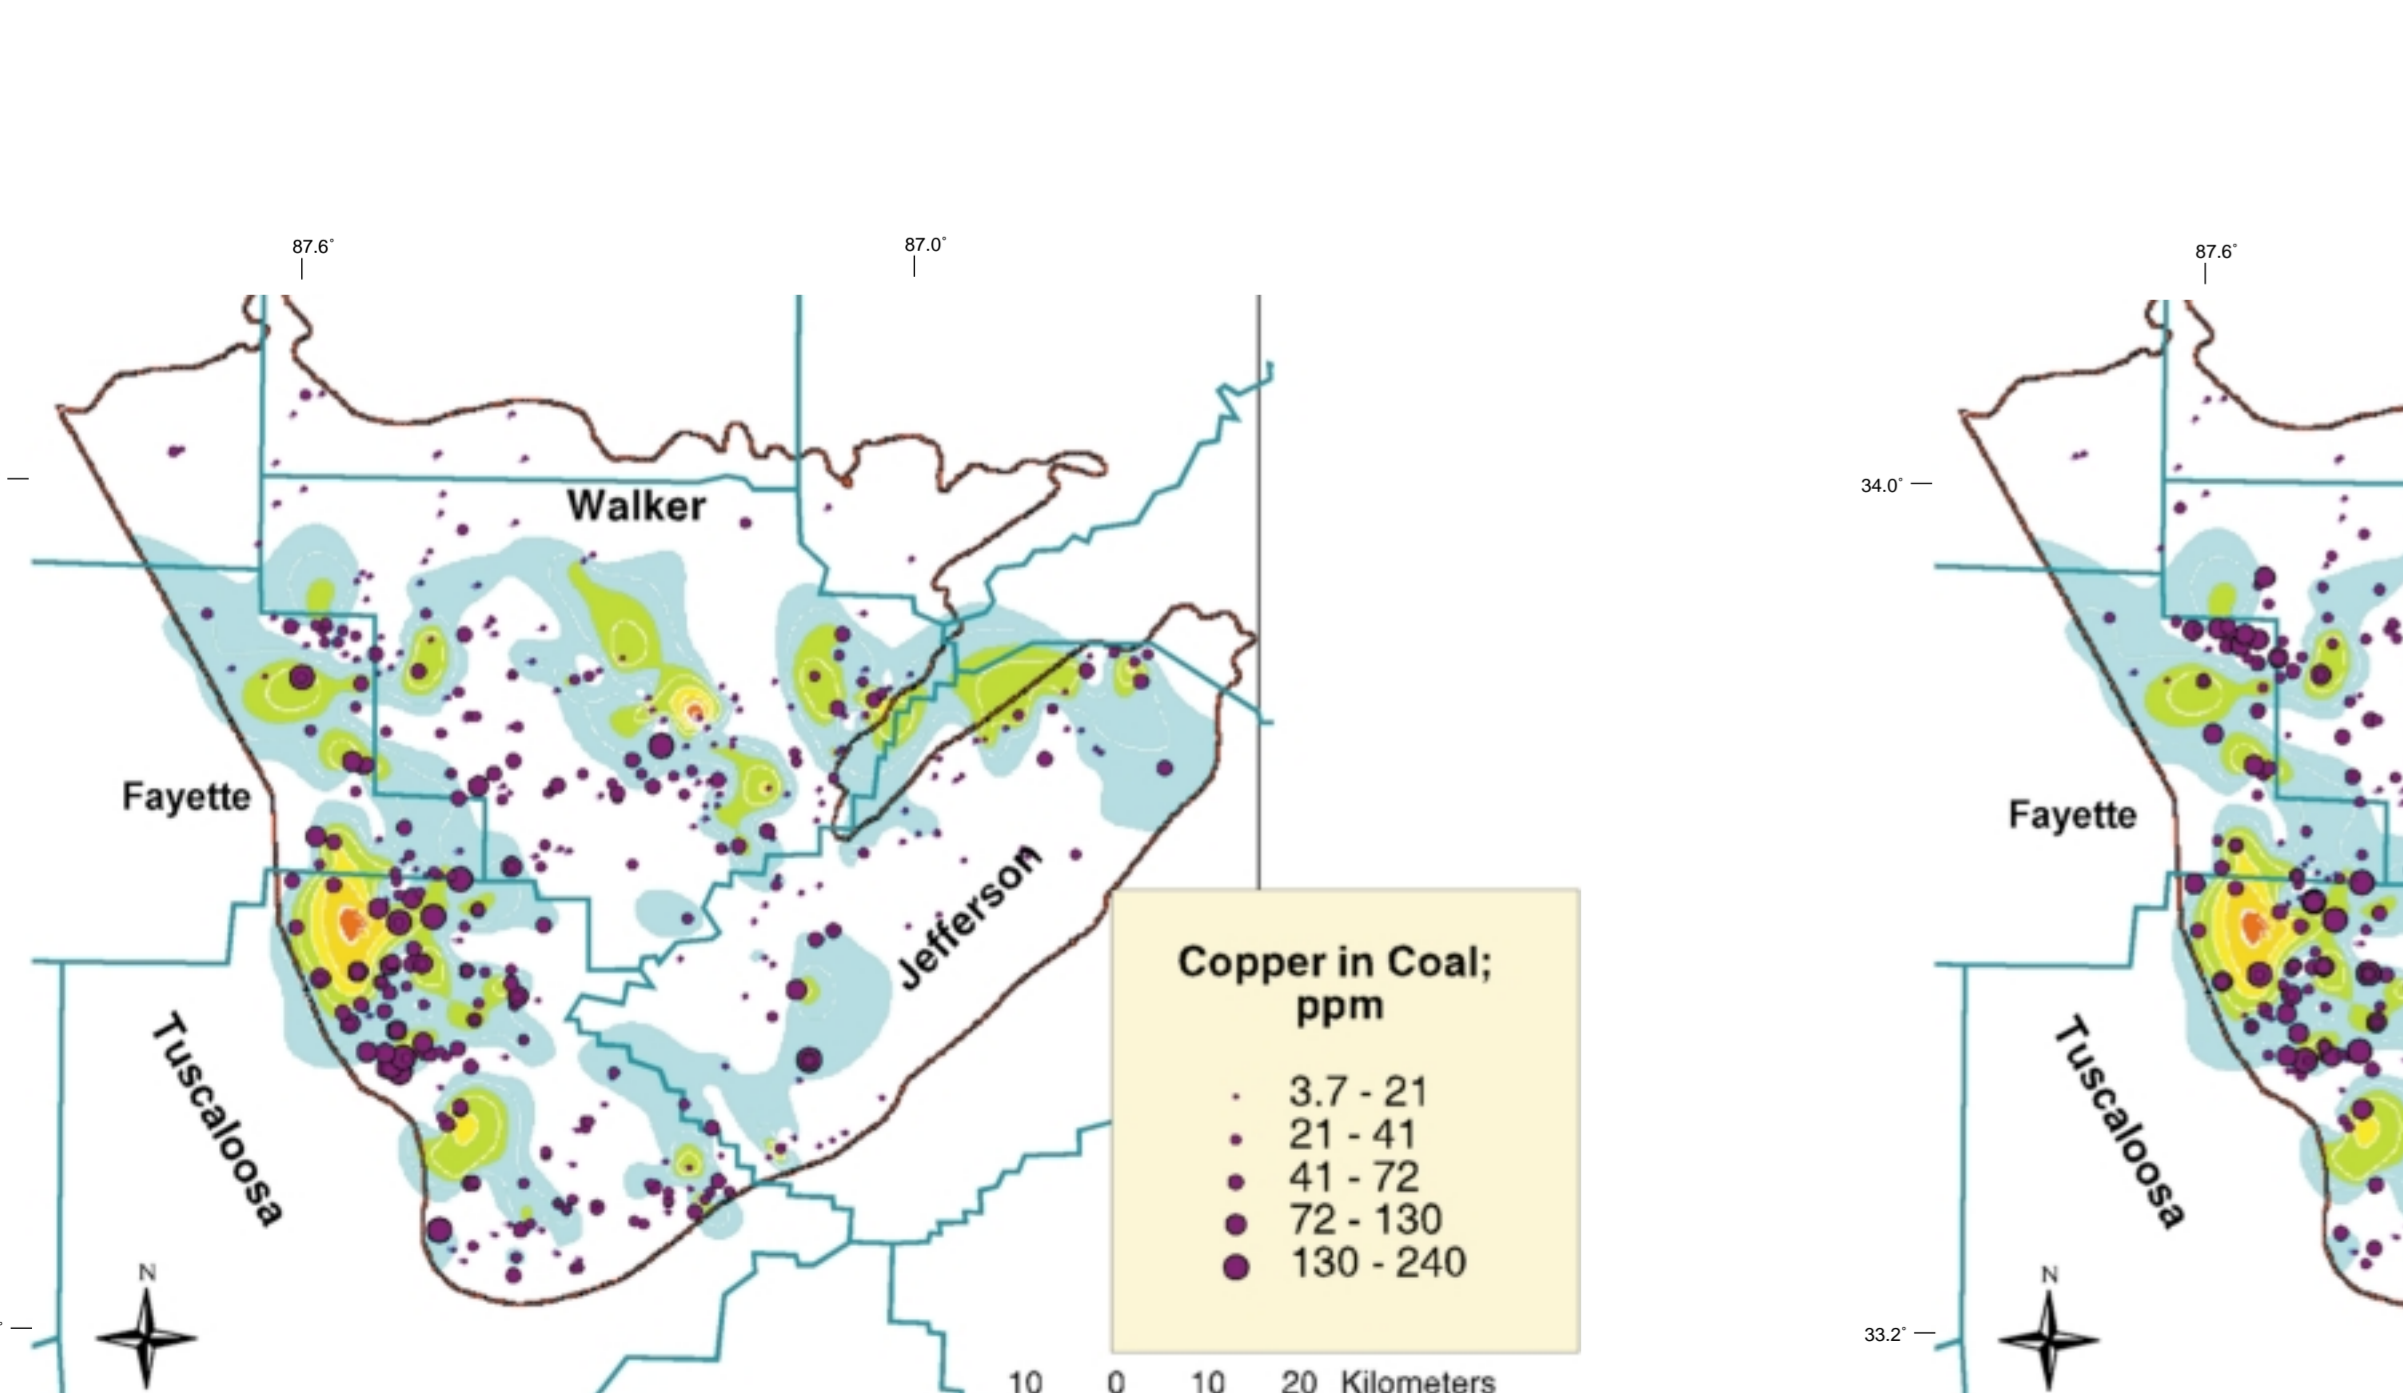 87.6°
87.0°
87.6°
Walker
34.0°
Fayette
Fayette
Jefferson
Copper in Coal;
ppm
Tuscaloosa
Tuscaloosa
3.7 - 21
21 - 41
41 - 72
72 - 130
130 - 240
N
N
33.2°
10 0 10 20 Kilometers